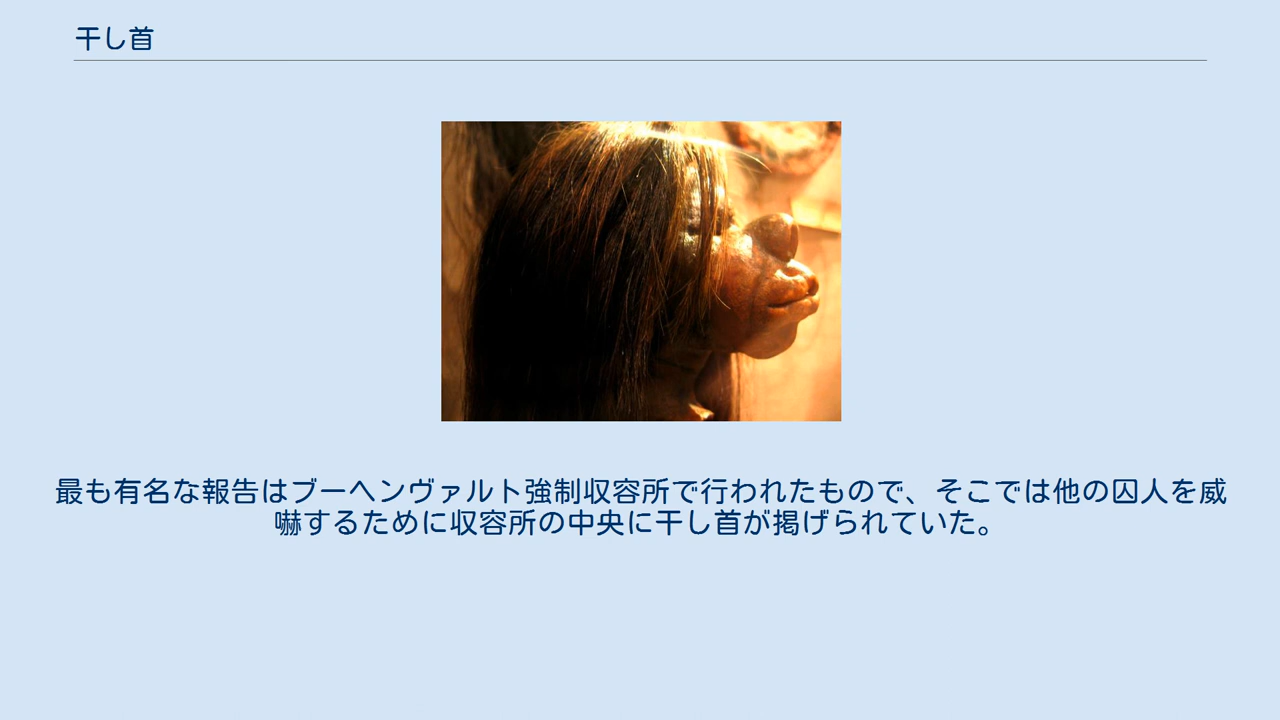 干し首
最も有名な報告はブーヘンヴァルト強制収容所で行われたもので、そこでは他の囚人を威
嚇するために収容所の中央に干し首が掲げられていた。